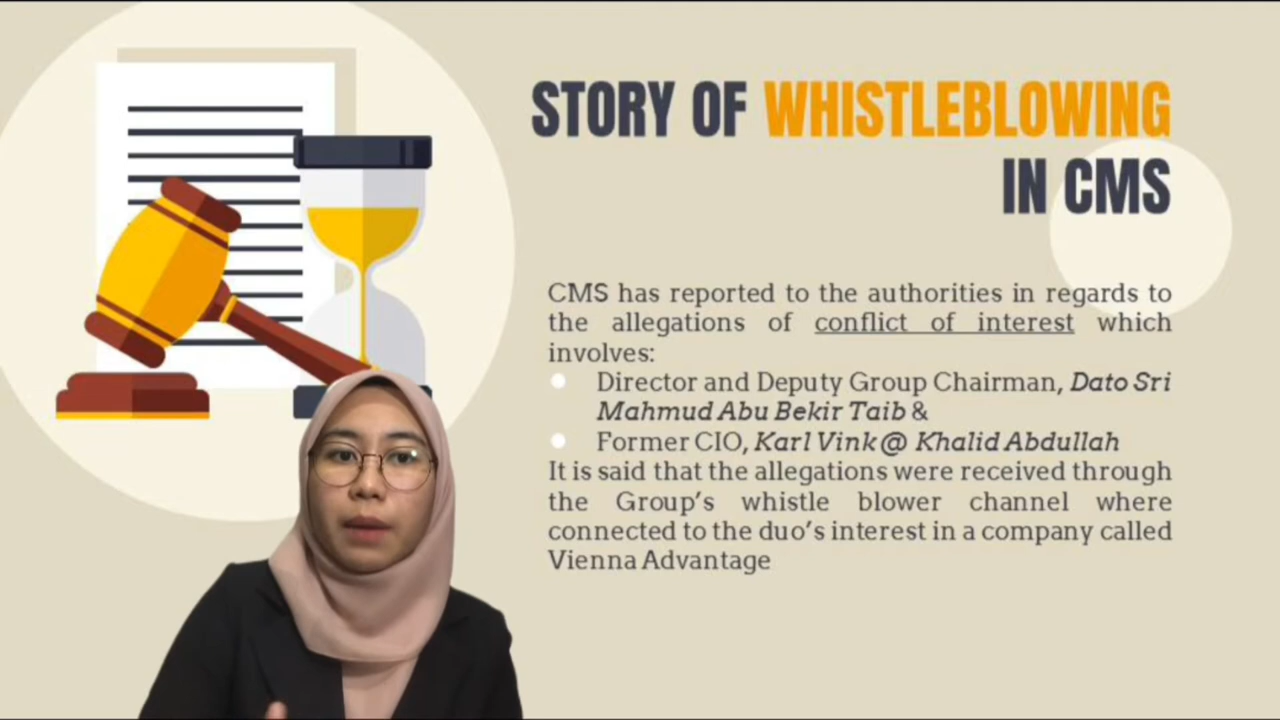 STORY OF WHISTLEBLOWING
IN CMS
CMS has reported to the authorities in regards to
the allegations of conflict of interest which
involves:
Director and Deputy Group Chairman, Dato Sri
Mahmud Abu Bekir Taib &
Former CIO, Karl Vink@ Khalid Abdullah
It is said that the allegations were received through
the Group's whistle blower channel where
connected to the duo's interest in a company called
Vienna Advantage